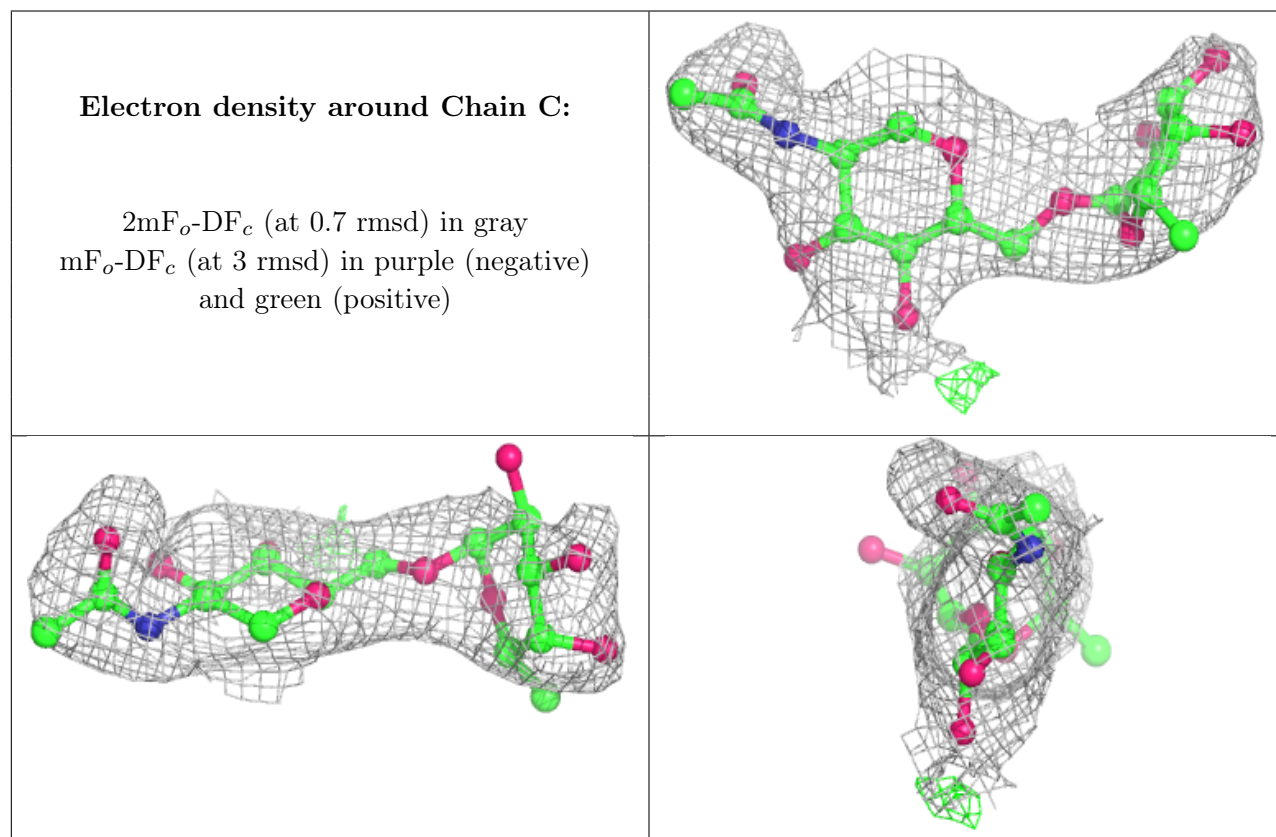 Electron density around Chain C:
2mFₒ-DF𝒸 (at 0.7 rmsd) in gray
mFₒ-DF𝒸 (at 3 rmsd) in purple (negative)
and green (positive)